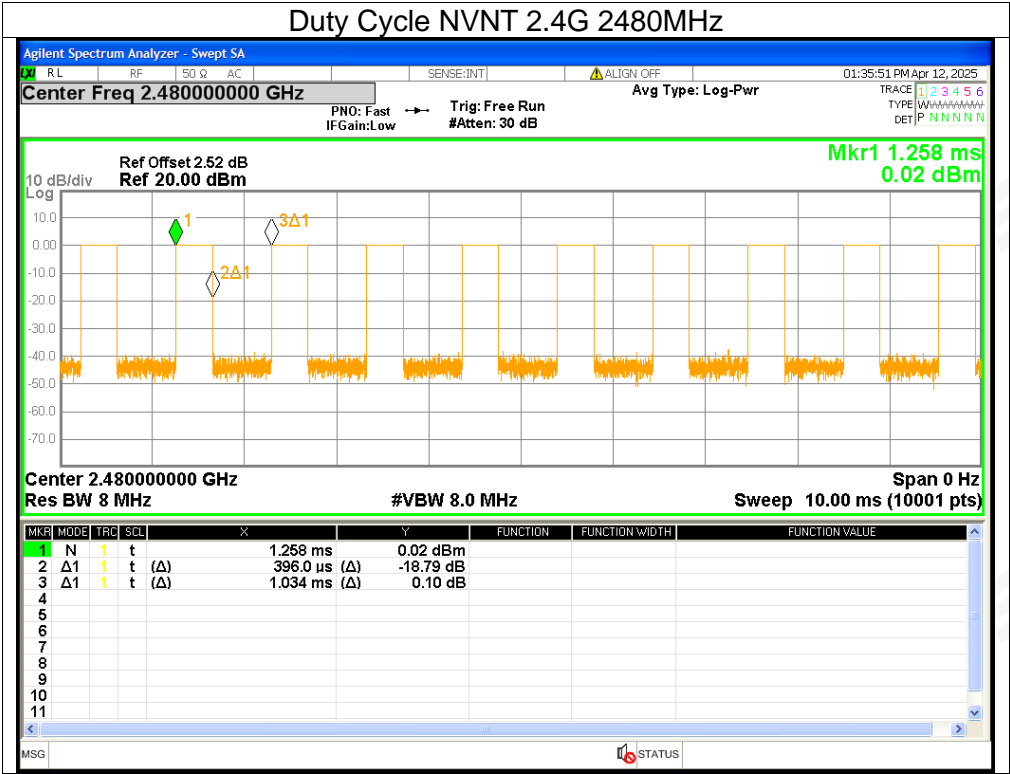 Duty Cycle NVNT 2.4G 2480MHz
Agilent Spectrum Analyzer - Swept SA
LXI RL RF 50 Ω AC SENSE:INT ALIGN OFF 01:35:51 PM Apr 12, 2025
Center Freq 2.480000000 GHz Avg Type: Log-Pwr TRACE 1 2 3 4 5 6
PNO: Fast Trig: Free Run TYPE W
IFGain:Low #Atten: 30 dB DET P N N N N N
Mkr1 1.258 ms
Ref Offset 2.52 dB 0.02 dBm
10 dB/div Ref 20.00 dBm
Log
10.0
0.00
-10.0
-20.0
-30.0
-40.0
-50.0
-60.0
-70.0
1
3Δ1
2Δ1
Center 2.480000000 GHz Span 0 Hz
Res BW 8 MHz #VBW 8.0 MHz Sweep 10.00 ms (10001 pts)
MKR MODE TRC SCL X Y FUNCTION FUNCTION WIDTH FUNCTION VALUE
1 N 1 t 1.258 ms 0.02 dBm
2 Δ1 1 t (Δ) 396.0 µs (Δ) -18.79 dB
3 Δ1 1 t (Δ) 1.034 ms (Δ) 0.10 dB
4
5
6
7
8
9
10
11
MSG STATUS